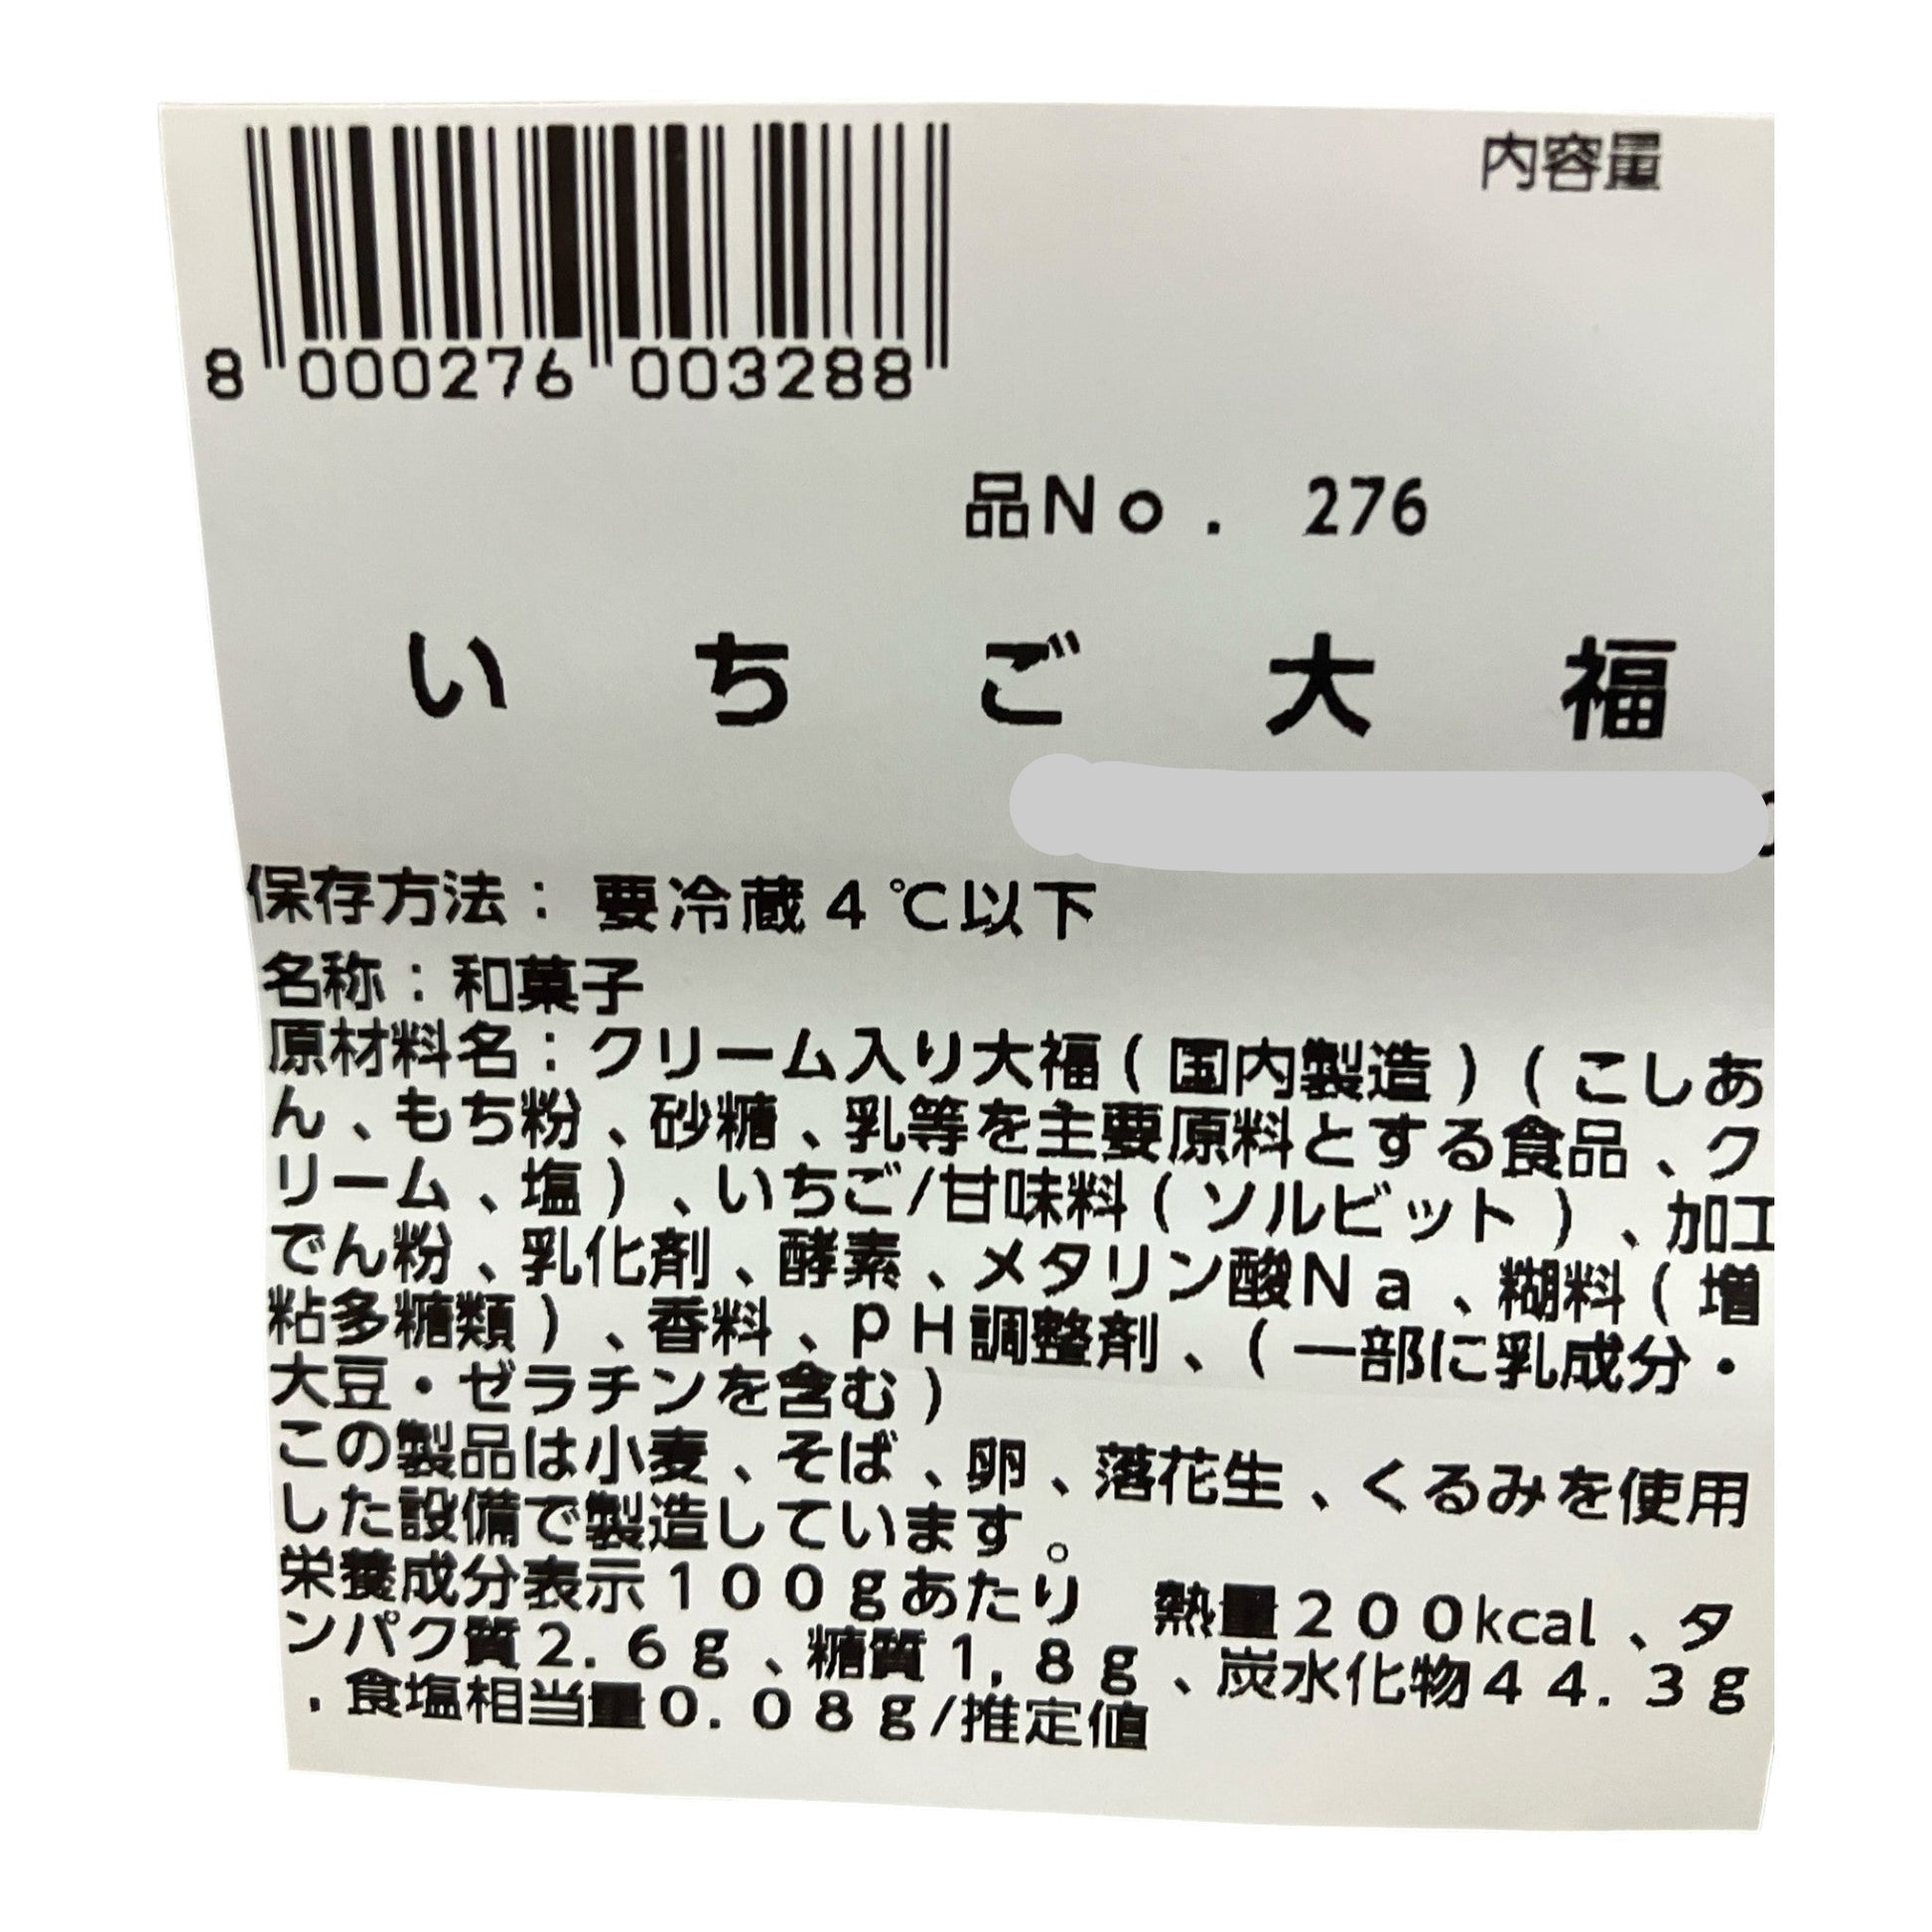 内容量
8 000276 003288
品No. 276
いちご大福
保存方法:要冷蔵4℃以下
名称:和菓子
原材料名:クリーム入り大福(国内製造)(こしあ
ん、もち粉、砂糖、乳等を主要原料とする食品、ク
リーム、塩)、いちご/甘味料(ソルビット)、加工
でん粉、乳化剤、酵素、メタリン酸Na、糊料(増
粘多糖類)、香料、pH調整剤、(一部に乳成分・
大豆・ゼラチンを含む)
この製品は小麦、そば、卵、落花生、くるみを使用
した設備で製造しています。
栄養成分表示100gあたり 熱量200kcal、タ
ンパク質2.6g、糖質1,8g、炭水化物44.3g
,食塩相当量0.08g/推定値